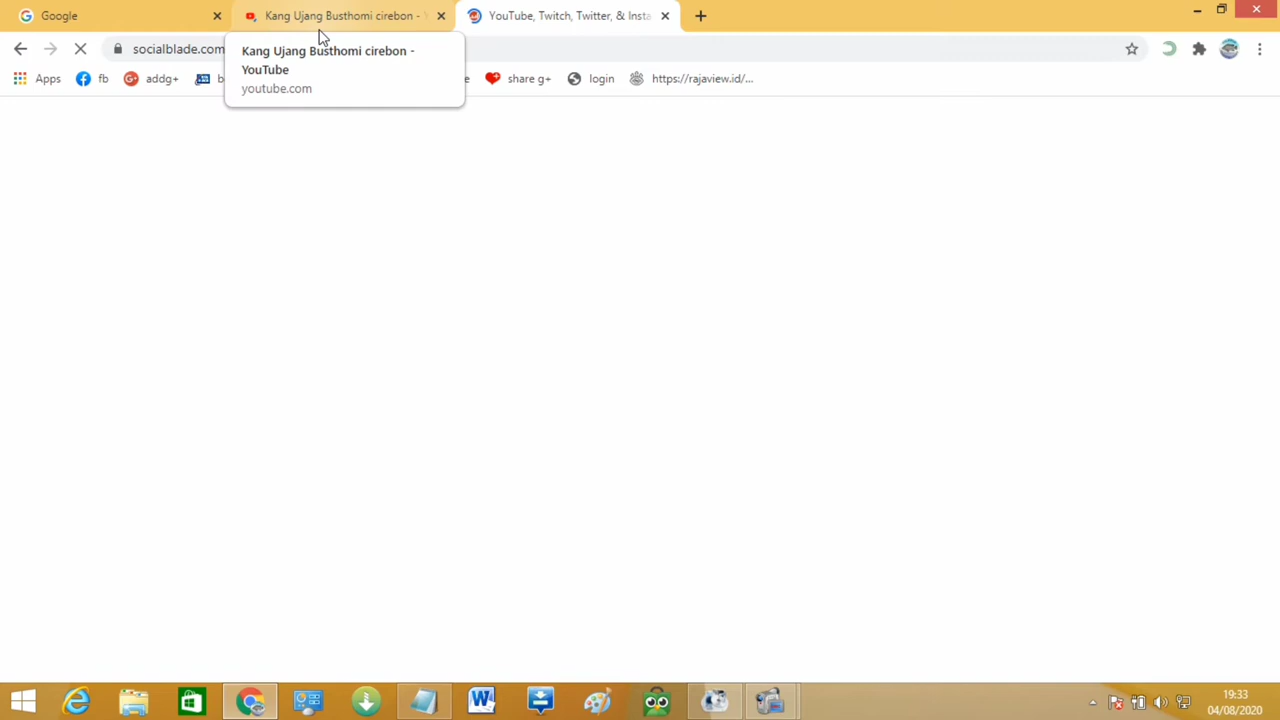 Google
Kang Ujang Busthomi cirebon -
YouTube, Twitch, Twitter, & Insta
socialblade.com
Kang Ujang Busthomi cirebon -
YouTube
youtube.com
Apps
fb
addg+
share g+
login
https://rajaview.id/...
19:33
04/08/2020